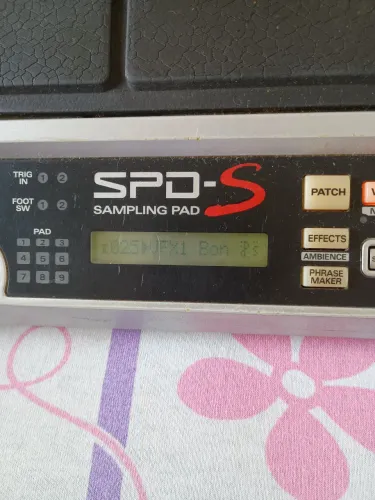 SPD-S
SAMPLING PAD
TRIG IN 1 2
FOOT SW 1 2
PAD
1 2 3
4 5 6
7 8 9
PATCH
EFFECTS
AMBIENCE
PHRASE MAKER
Bon